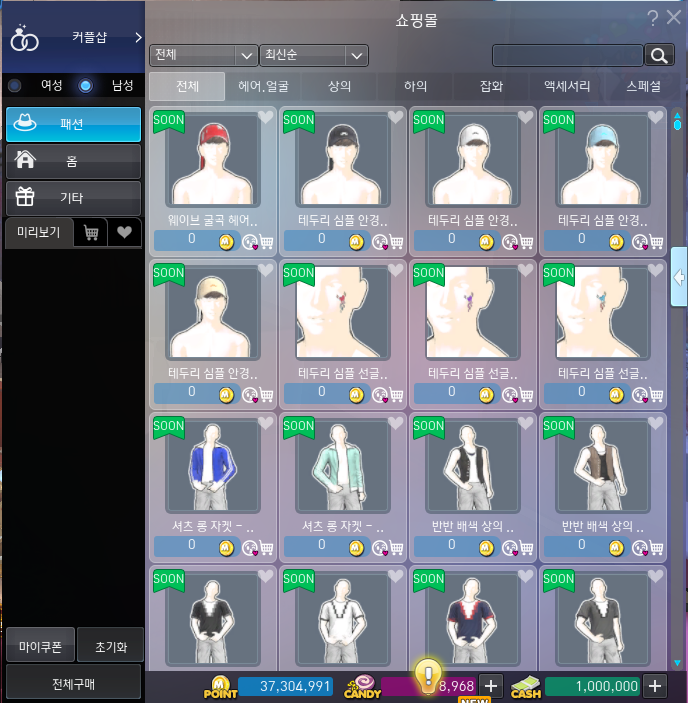 쇼핑몰
?
커플샵
여성 남성
패션
옴
기타
미리보기
마이쿠폰 초기화
전체구매
전체 최신순
전체 헤어,얼굴 상의 하의 잡화 액세서리 스페셜
SOON SOON SOON SOON
웨이브 굴곡 헤어.. 테두리 심플 안경.. 테두리 심플 안경.. 테두리 심플 안경..
0 M 0 M 0 M 0 M
SOON SOON SOON SOON
테두리 심플 안경.. 테두리 심플 선글.. 테두리 심플 선글.. 테두리 심플 선글..
0 M 0 M 0 M 0 M
SOON SOON SOON SOON
셔츠 롱 자켓 - .. 셔츠 롱 자켓 - .. 반반 배색 상의 .. 반반 배색 상의 ..
0 M 0 M 0 M 0 M
SOON SOON SOON SOON
M POINT 37,304,991 CANDY 8,968 + CASH 1,000,000 +
NEW